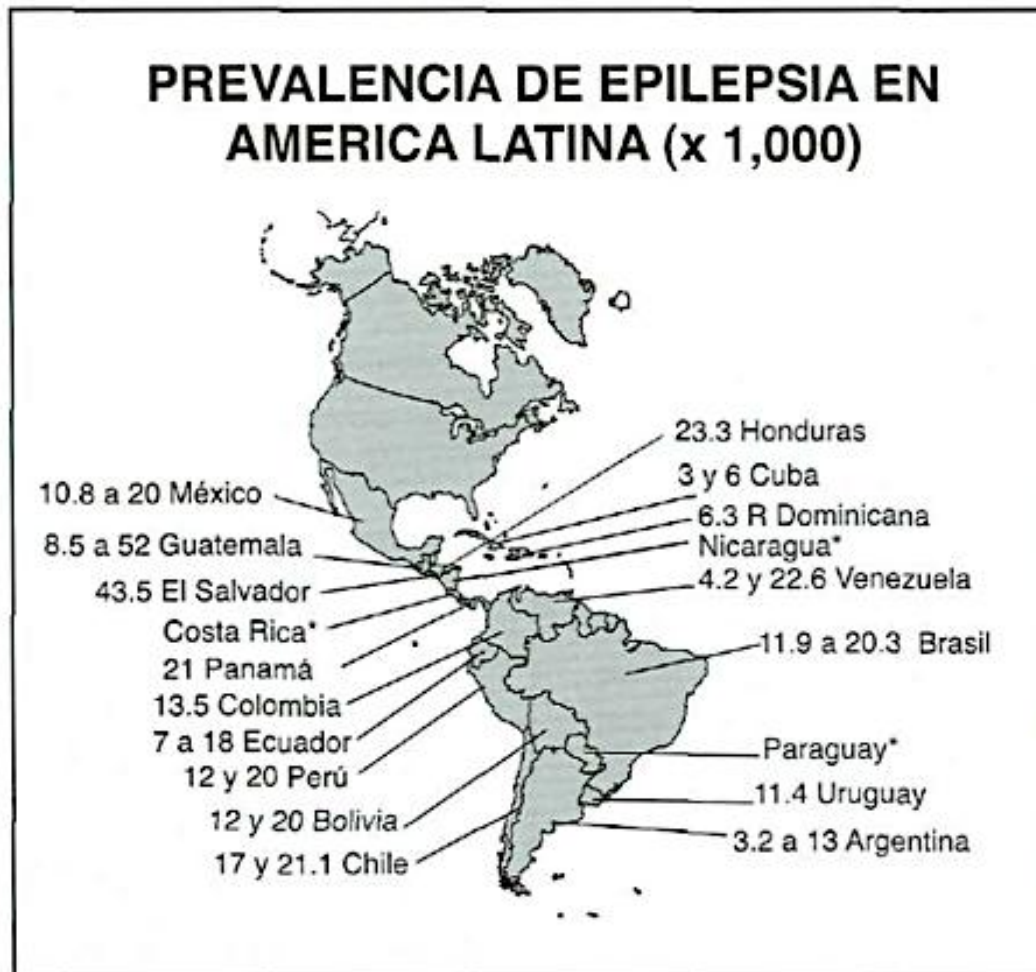 PREVALENCIA DE EPILEPSIA EN
AMERICA LATINA (x 1,000)
23.3 Honduras
3 y 6 Cuba
6.3 R Dominicana
Nicaragua*
4.2 y 22.6 Venezuela
11.9 a 20.3 Brasil
Paraguay*
11.4 Uruguay
3.2 a 13 Argentina
10.8 a 20 México
8.5 a 52 Guatemala
43.5 El Salvador
Costa Rica*
21 Panamá
13.5 Colombia
7 a 18 Ecuador
12 y 20 Perú
12 y 20 Bolivia
17 y 21.1 Chile